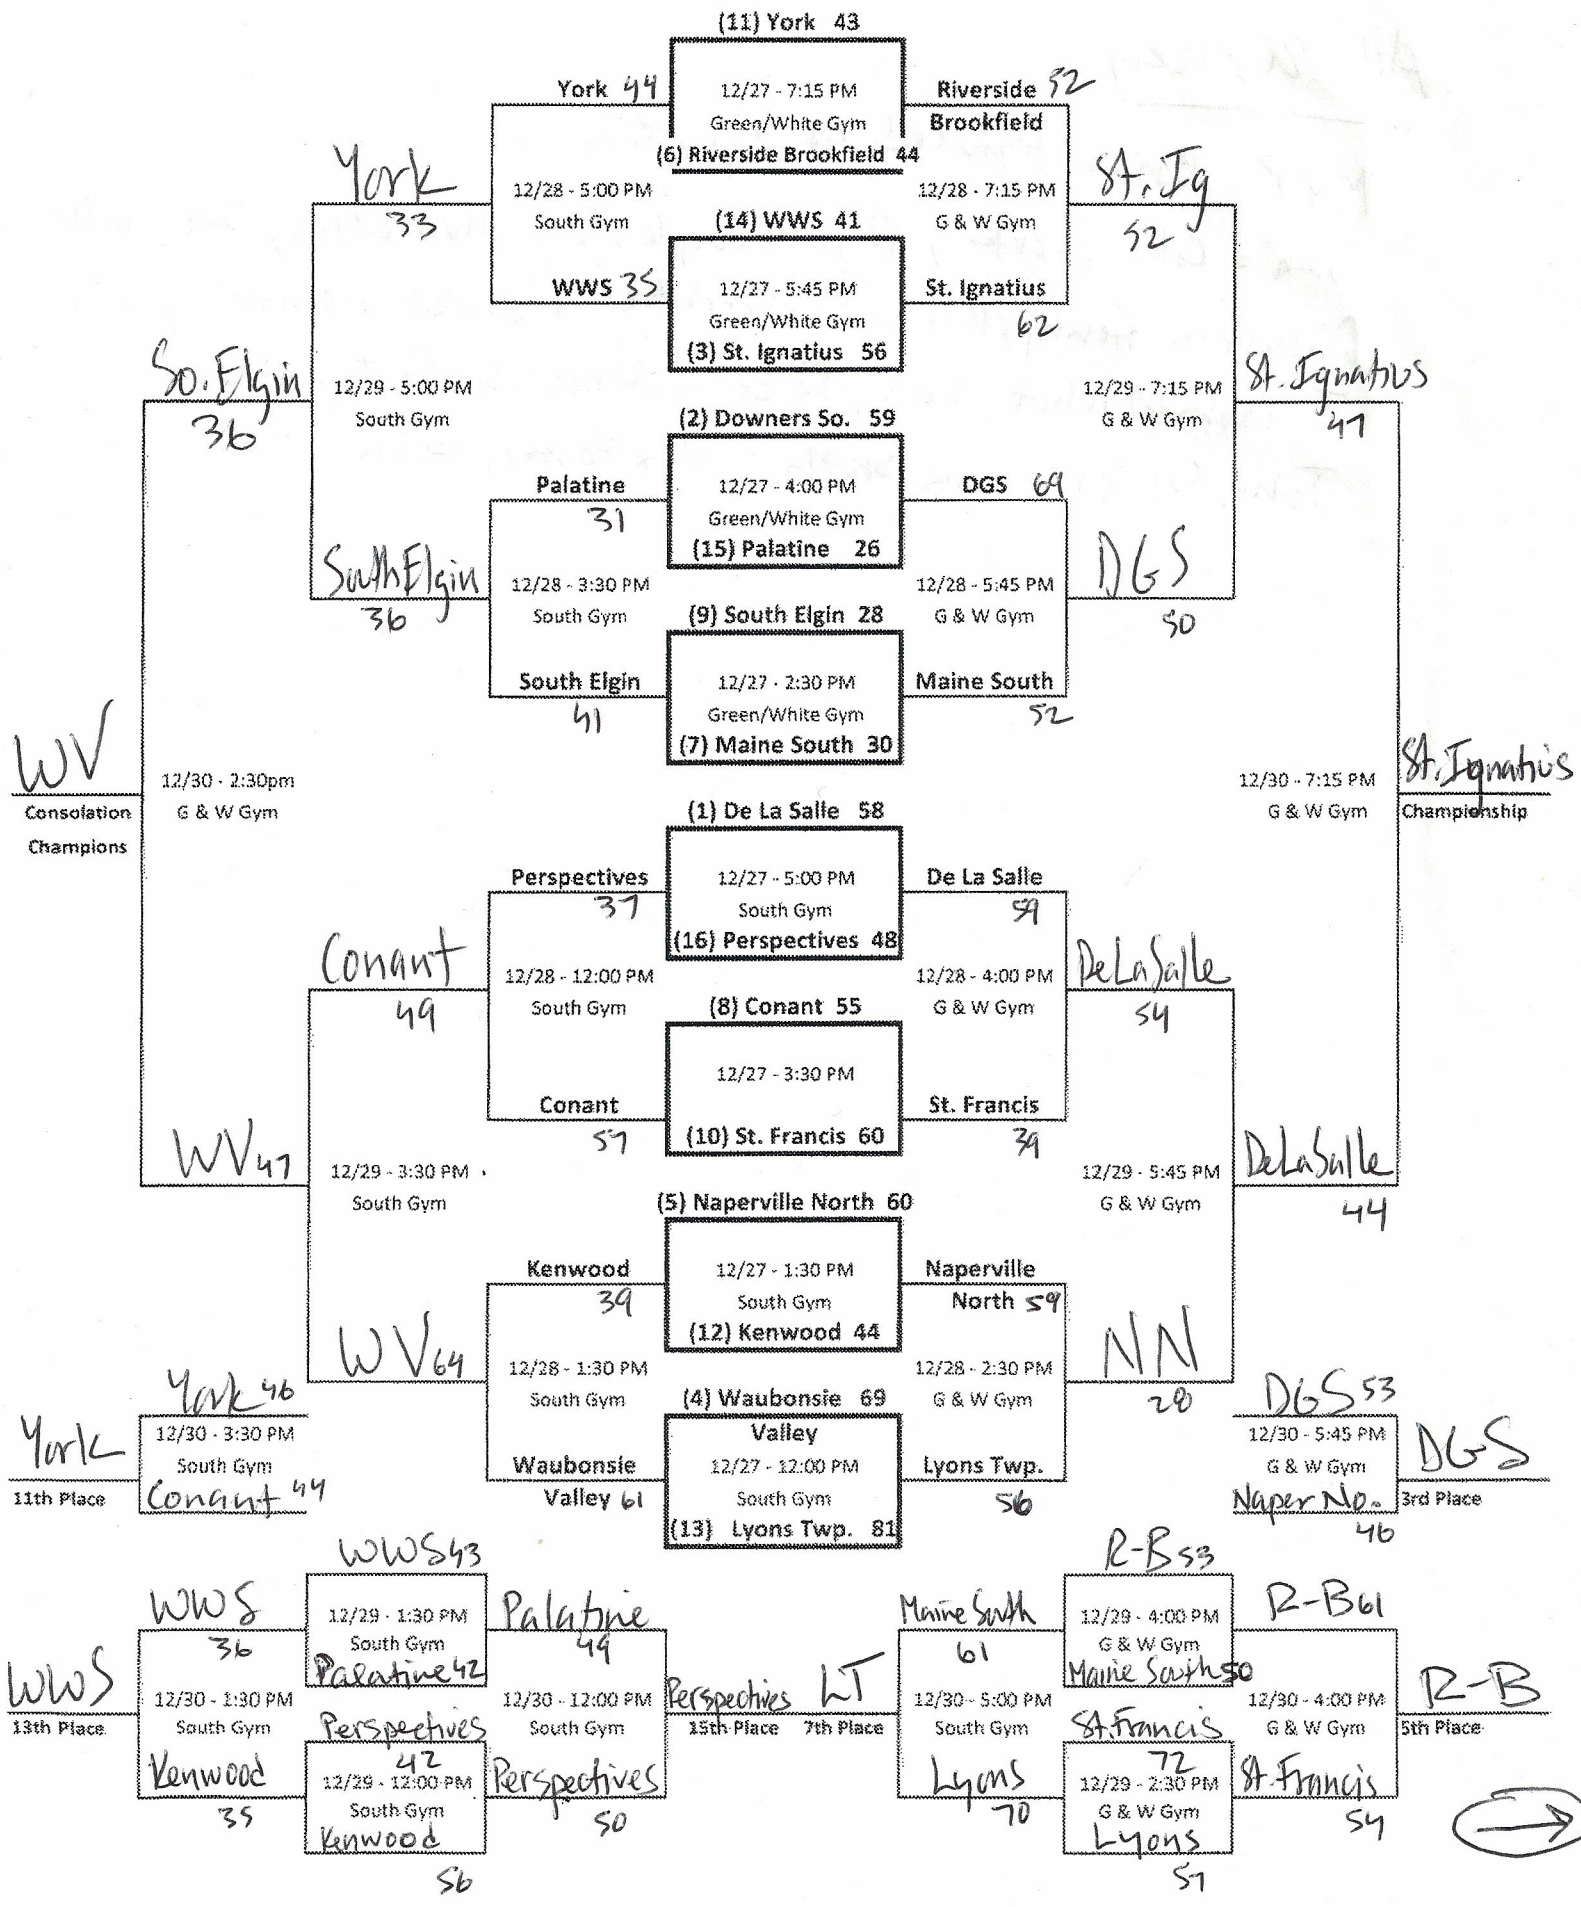 (11) York 43
York 44
12/27 - 7:15 PM
Green/White Gym
Riverside 52
Brookfield
(6) Riverside Brookfield 44
York
33
12/28 - 5:00 PM
South Gym
12/28 - 7:15 PM
G & W Gym
St. Ig
52
(14) WWS 41
WWS 35
12/27 - 5:45 PM
Green/White Gym
St. Ignatius
62
(3) St. Ignatius 56
So. Elgin
36
12/29 - 5:00 PM
South Gym
12/29 - 7:15 PM
G & W Gym
St. Ignatius
47
(2) Downers So. 59
Palatine
31
12/27 - 4:00 PM
Green/White Gym
DGS 69
(15) Palatine 26
South Elgin
36
12/28 - 3:30 PM
South Gym
12/28 - 5:45 PM
G & W Gym
DGS
50
(9) South Elgin 28
South Elgin
41
12/27 - 2:30 PM
Green/White Gym
Maine South
52
(7) Maine South 30
WV
Consolation
Champions
12/30 - 2:30pm
G & W Gym
12/30 - 7:15 PM
G & W Gym
St. Ignatius
Championship
(1) De La Salle 58
Perspectives
37
12/27 - 5:00 PM
South Gym
De La Salle
59
(16) Perspectives 48
Conant
49
12/28 - 12:00 PM
South Gym
12/28 - 4:00 PM
G & W Gym
DeLaSalle
54
(8) Conant 55
12/27 - 3:30 PM
Conant
57
St. Francis
39
(10) St. Francis 60
WV 47
12/29 - 3:30 PM
South Gym
12/29 - 5:45 PM
G & W Gym
DeLaSalle
44
(5) Naperville North 60
Kenwood
39
12/27 - 1:30 PM
South Gym
Naperville
North 59
(12) Kenwood 44
WV 64
12/28 - 1:30 PM
South Gym
12/28 - 2:30 PM
G & W Gym
NN
28
(4) Waubonsie 69
Valley
12/27 - 12:00 PM
South Gym
Waubonsie
Valley 61
Lyons Twp.
56
(13) Lyons Twp. 81
York 46
12/30 - 3:30 PM
South Gym
Conant 44
York
11th Place
DGS 53
12/30 - 5:45 PM
G & W Gym
Naper No.
46
DGS
3rd Place
WWS 43
12/29 - 1:30 PM
South Gym
Palatine 42
WWS
36
Palatine
49
WWS
13th Place
12/30 - 1:30 PM
South Gym
12/30 - 12:00 PM
South Gym
Perspectives
15th Place
Perspectives
42
12/29 - 12:00 PM
South Gym
Kenwood
56
Kenwood
35
Perspectives
50
R-B 53
12/29 - 4:00 PM
G & W Gym
Maine South 50
Maine South
61
R-B 61
LT
7th Place
12/30 - 5:00 PM
South Gym
12/30 - 4:00 PM
G & W Gym
R-B
5th Place
St. Francis
72
12/29 - 2:30 PM
G & W Gym
Lyons
57
Lyons
70
St. Francis
54